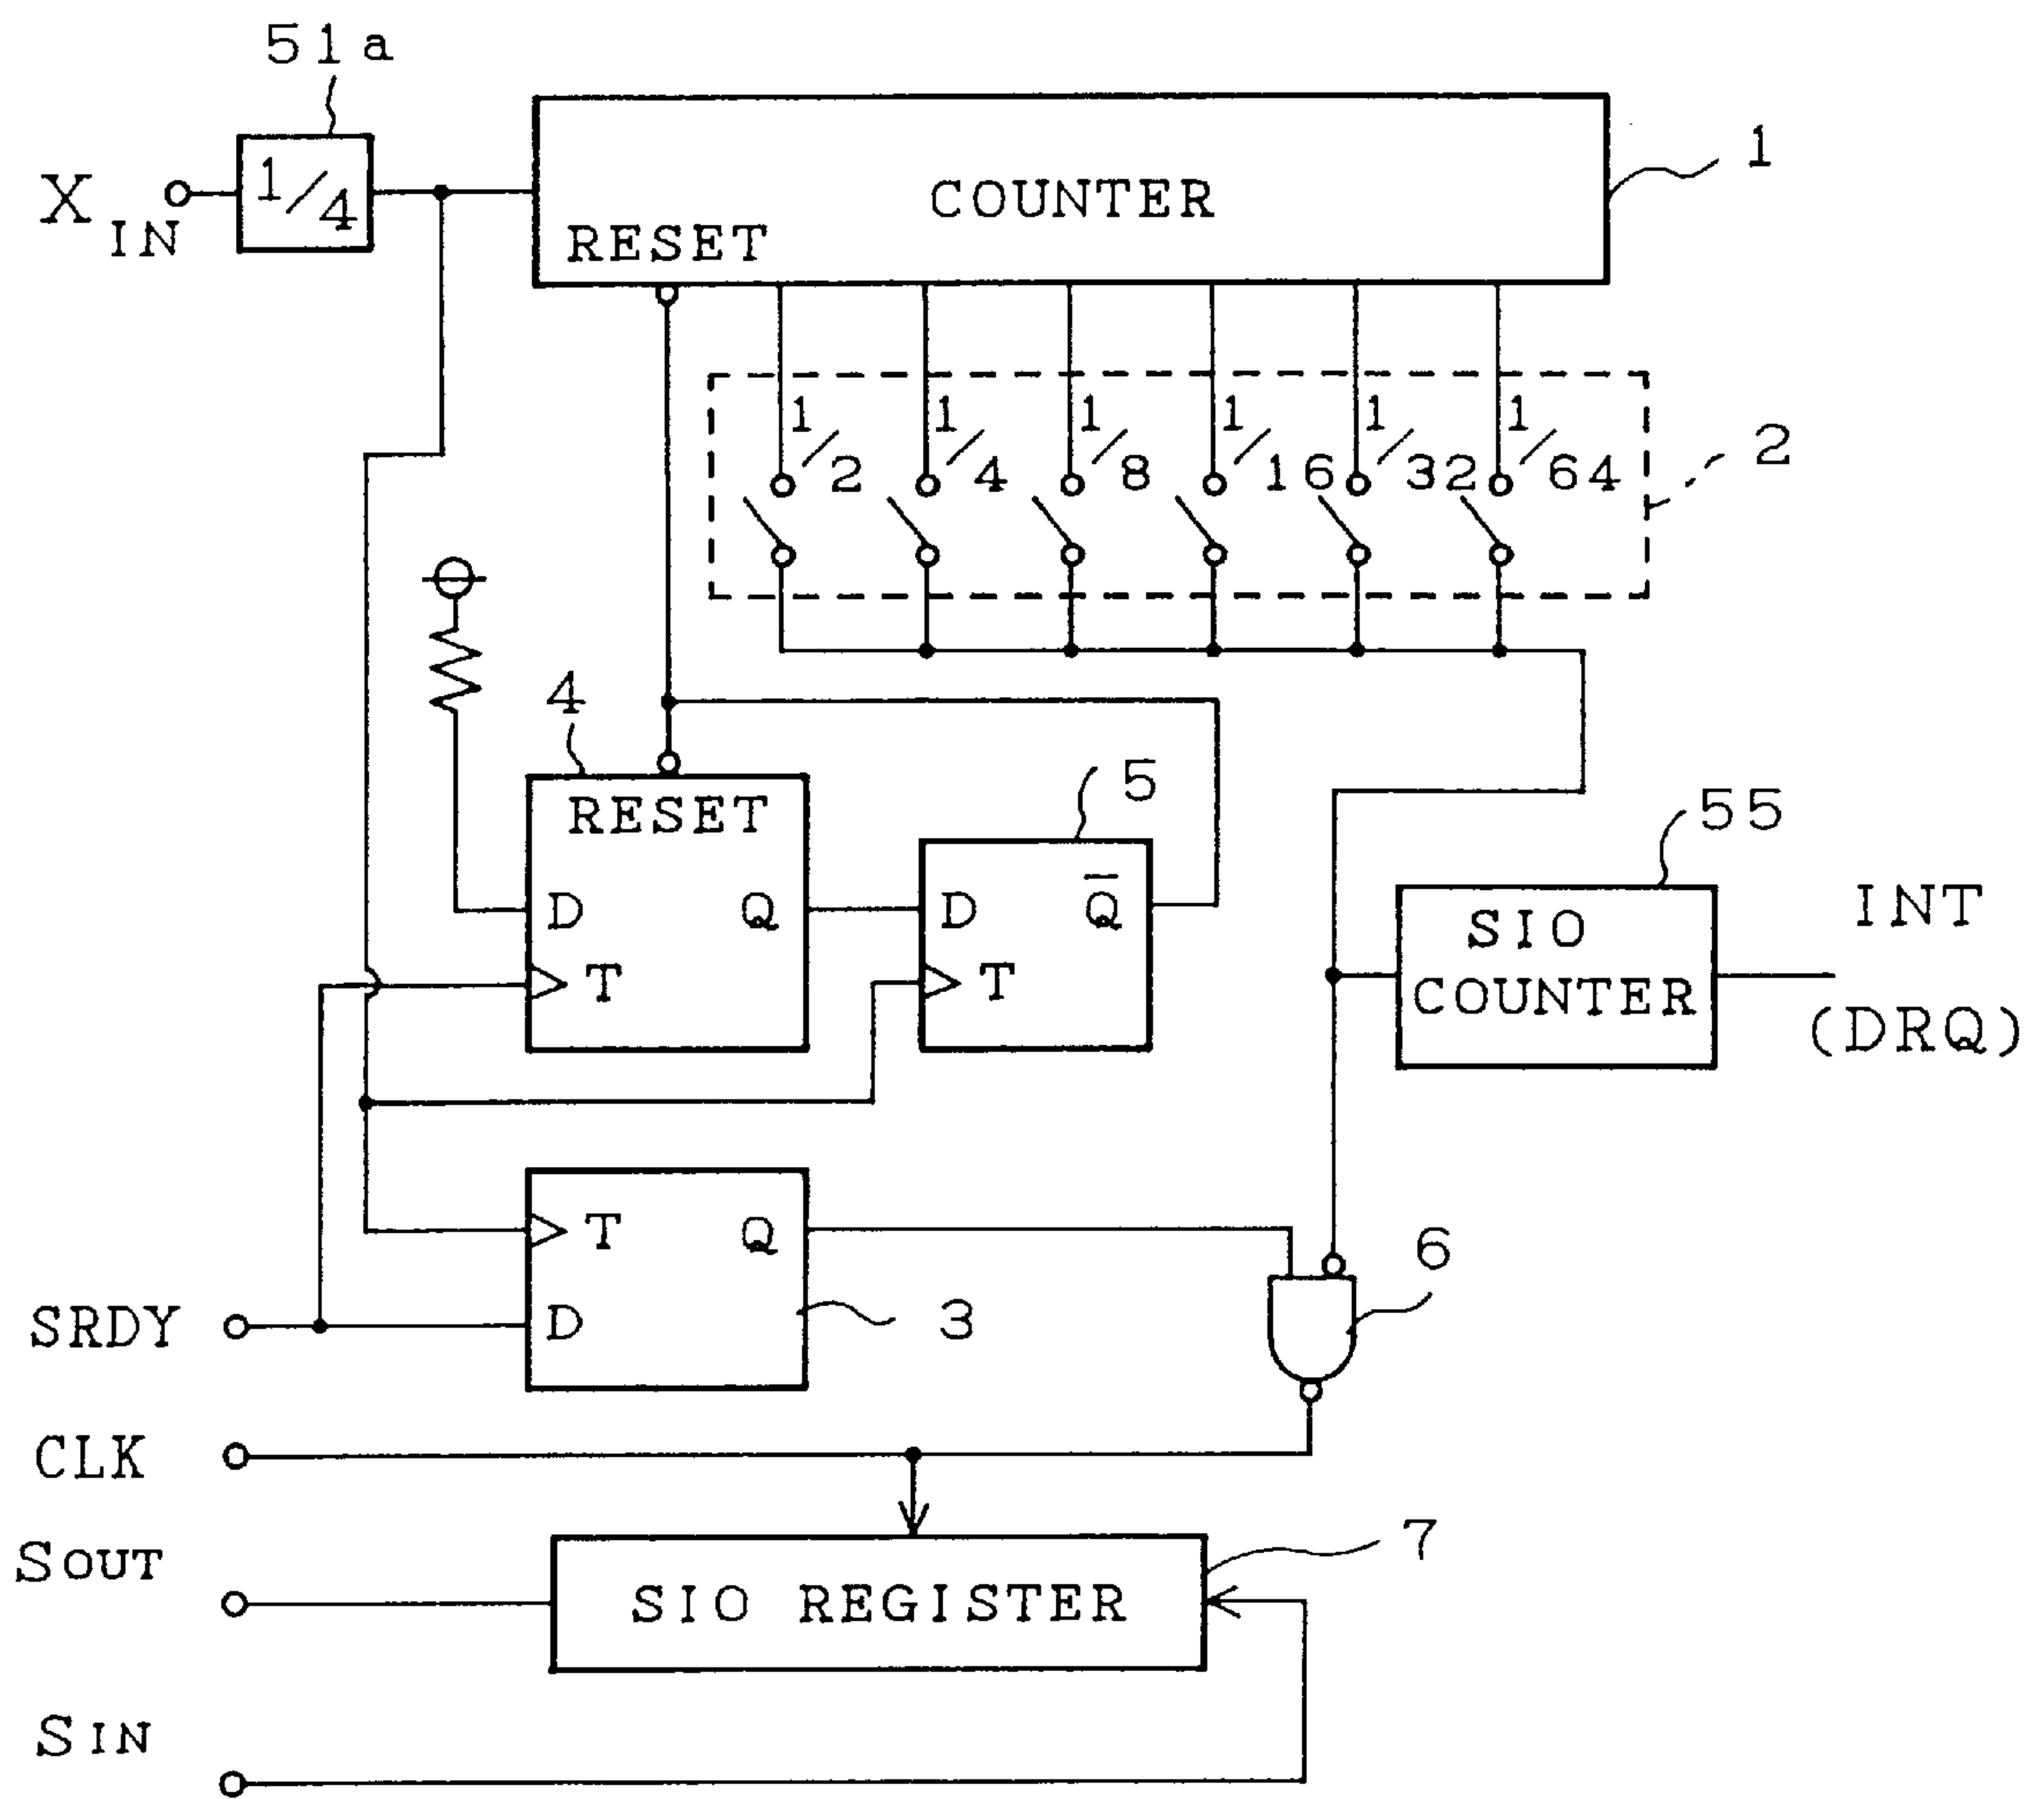 51a
1/4
X IN
COUNTER
RESET
1
1/2 1/4 1/8 1/16 1/32 1/64
2
4
RESET
D Q
T
5
D Q̅
T
55
SIO
COUNTER
INT
(DRQ)
T Q
D
3
6
SRDY
CLK
SOUT
SIO REGISTER
7
SIN